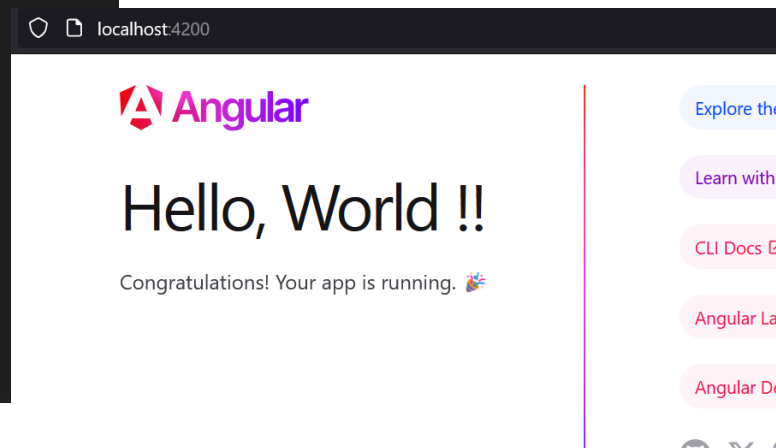 localhost:4200
Angular
Hello, World !!
Congratulations! Your app is running. 🎉
Explore the
Learn with
CLI Docs
Angular La
Angular De